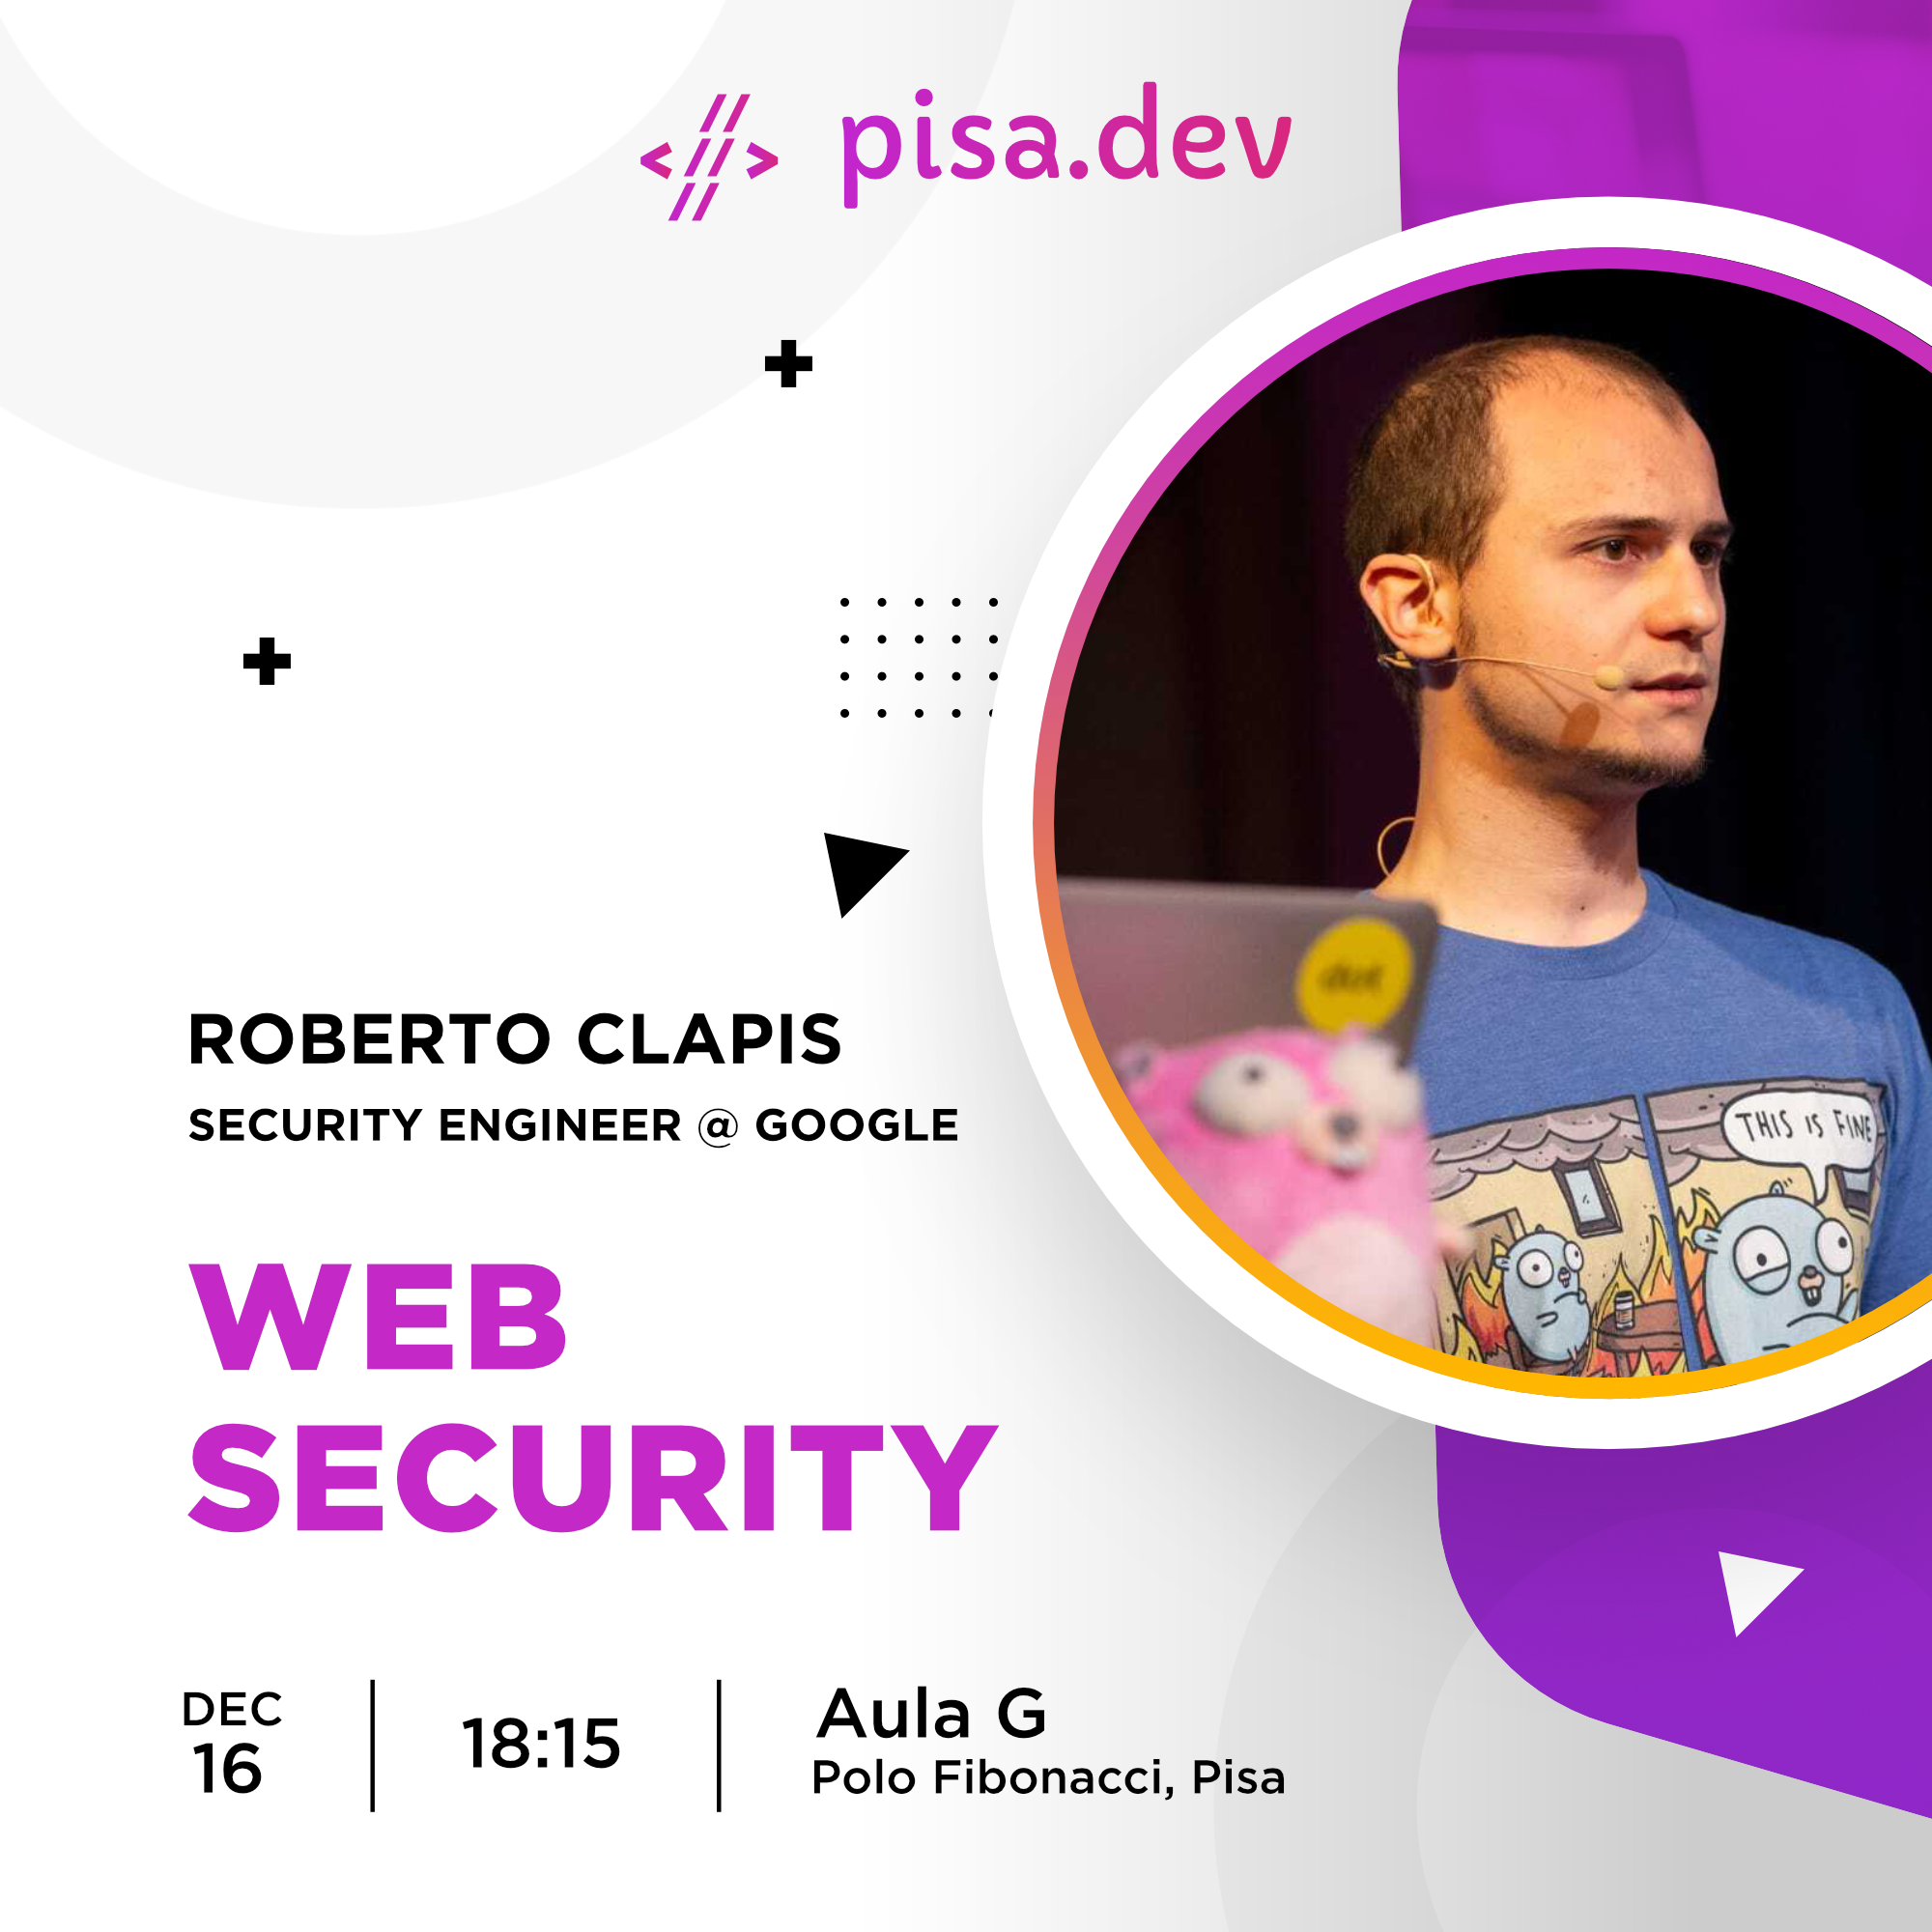 <//> pisa.dev
dot
ROBERTO CLAPIS
SECURITY ENGINEER @ GOOGLE
THIS IS FINE
WEB
SECURITY
DEC
16
18:15
Aula G
Polo Fibonacci, Pisa